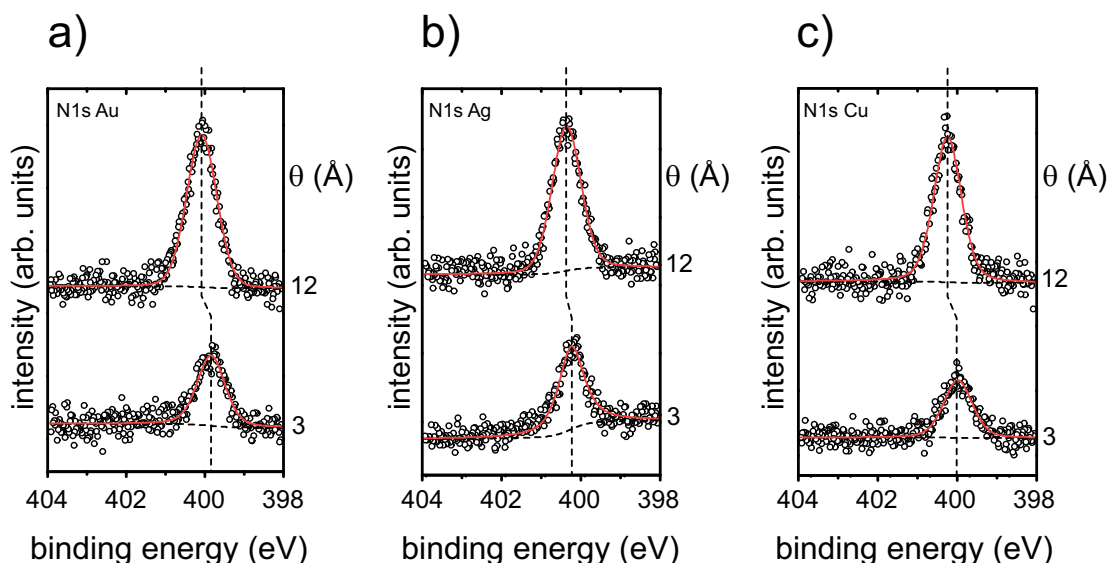 a)
N1s Au
θ (Å)
12
3
intensity (arb. units)
404 402 400 398
binding energy (eV)
b)
N1s Ag
θ (Å)
12
3
intensity (arb. units)
404 402 400 398
binding energy (eV)
c)
N1s Cu
θ (Å)
12
3
intensity (arb. units)
404 402 400 398
binding energy (eV)